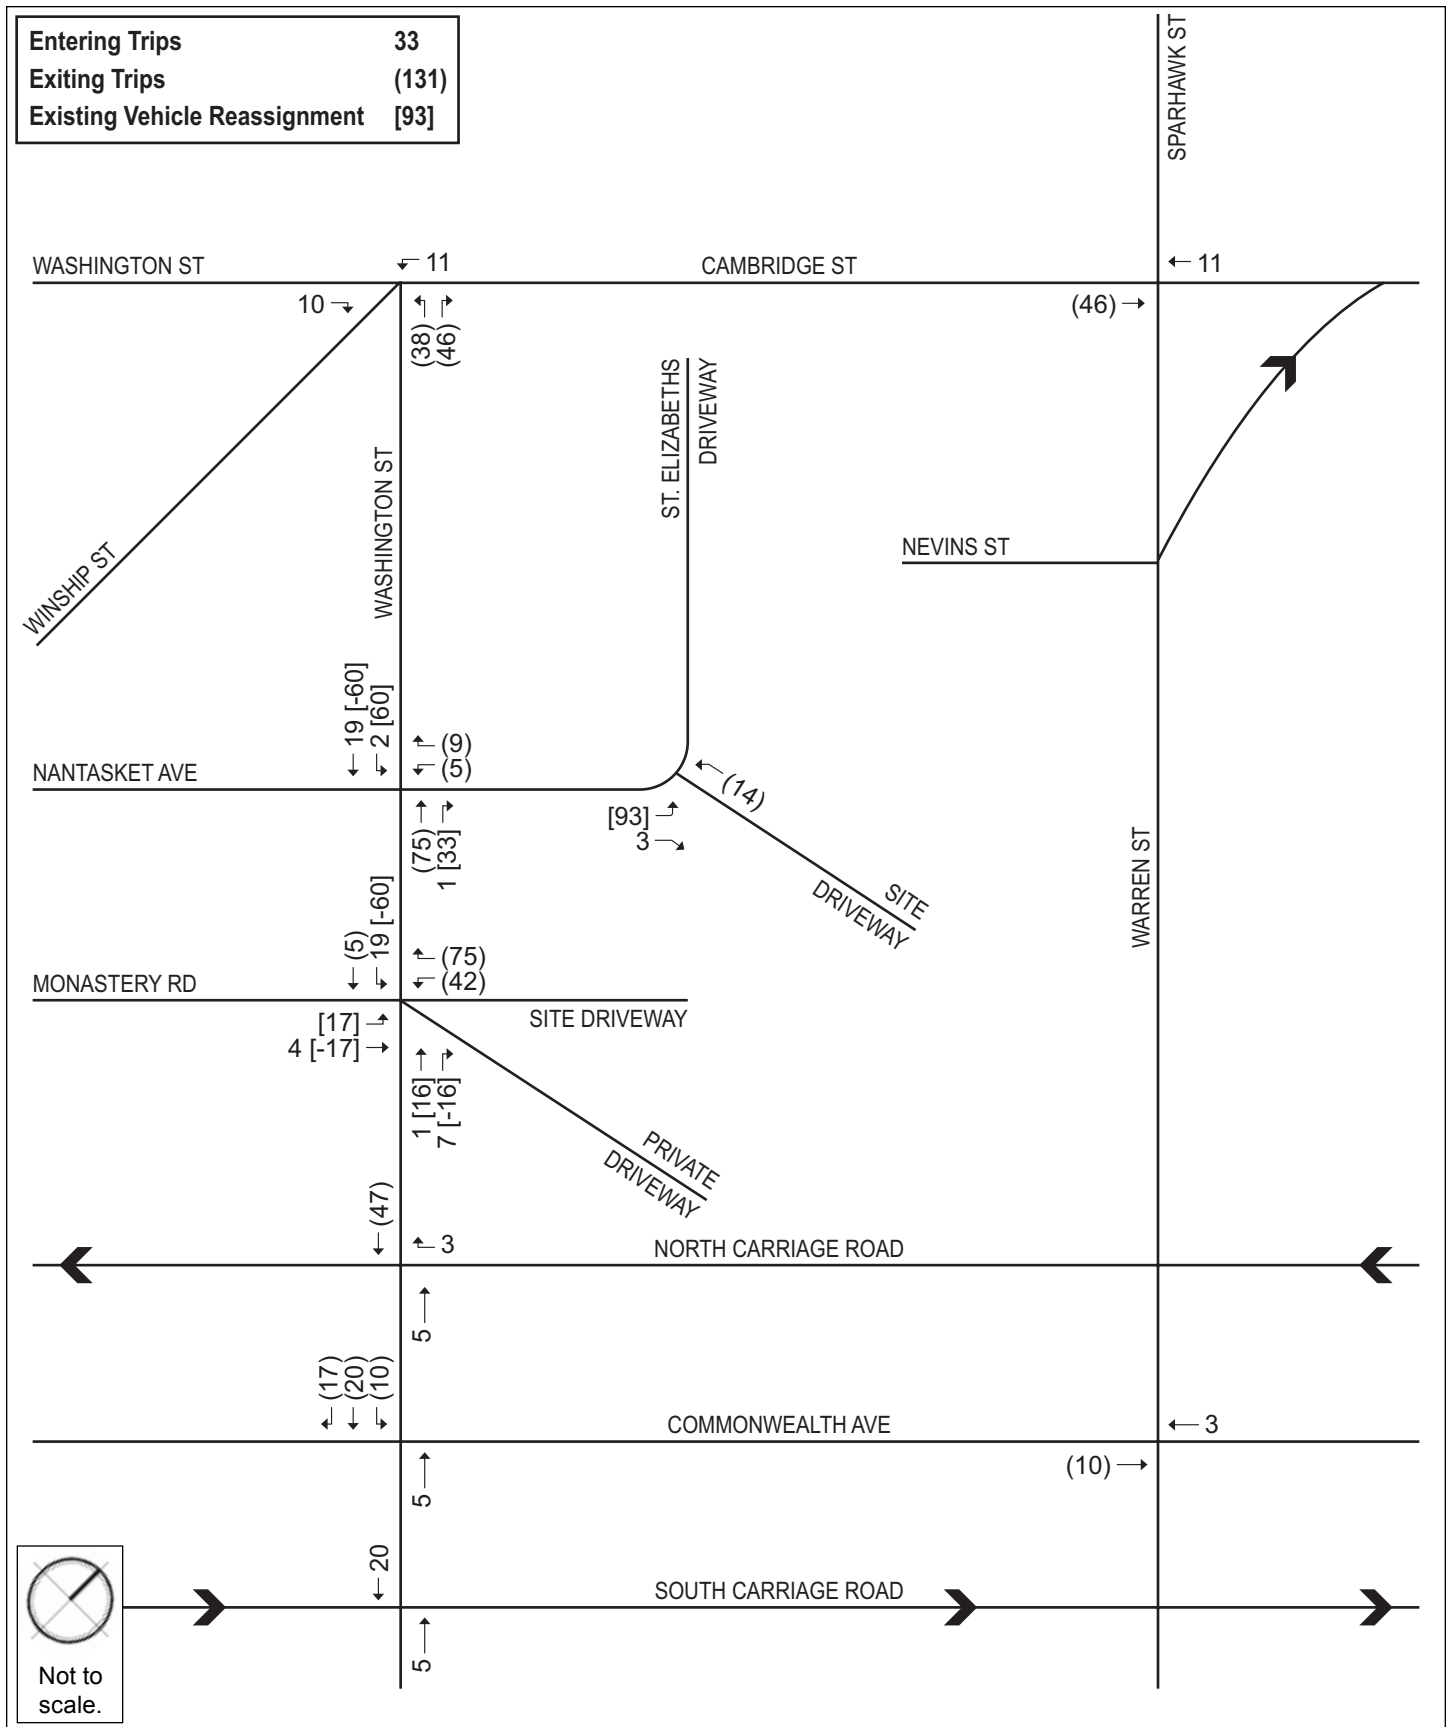 Entering Trips 33
Exiting Trips (131)
Existing Vehicle Reassignment [93]
SPARHAWK ST
WASHINGTON ST
11
CAMBRIDGE ST
11
10
(38)
(46)
(46)
WINSHIP ST
WASHINGTON ST
ST. ELIZABETHS
DRIVEWAY
NEVINS ST
19 [-60]
2 [60]
(9)
(5)
NANTASKET AVE
(14)
[93]
3
(75)
1 [33]
SITE
DRIVEWAY
WARREN ST
(5)
19 [-60]
(75)
(42)
MONASTERY RD
SITE DRIVEWAY
[17]
4 [-17]
1 [16]
7 [-16]
PRIVATE
DRIVEWAY
(47)
3
NORTH CARRIAGE ROAD
5
(17)
(20)
(10)
COMMONWEALTH AVE
3
(10)
5
20
SOUTH CARRIAGE ROAD
5
Not to
scale.